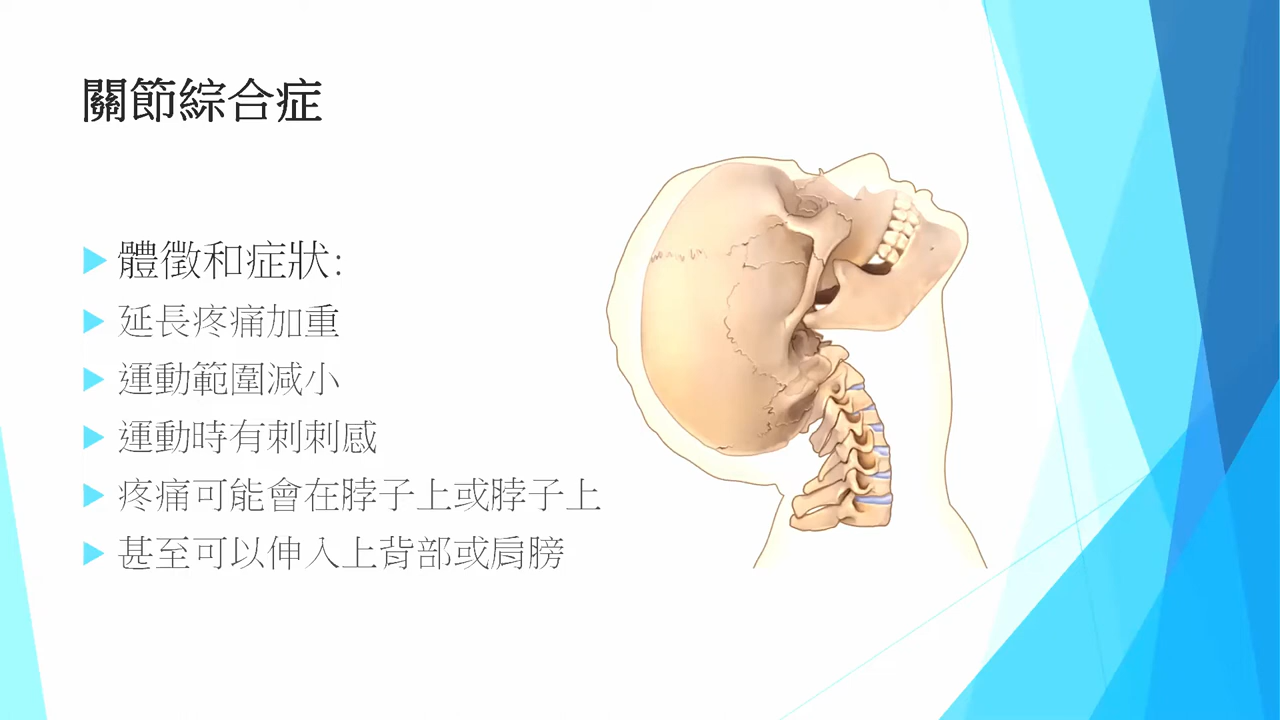 關節綜合症
體徵和症狀:
延長疼痛加重
運動範圍減小
運動時有刺刺感
疼痛可能會在脖子上或脖子上
甚至可以伸入上背部或肩膀